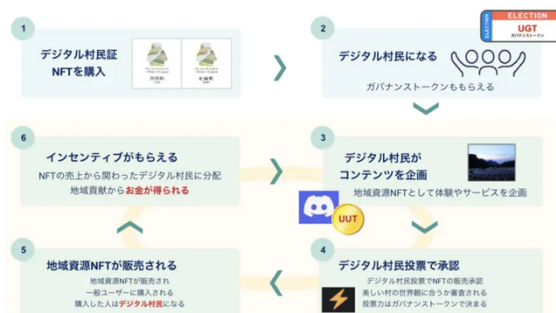 1
デジタル村民証
NFTを購入
2
デジタル村民になる
ガバナンストークンももらえる
ELECTION
ELECTION
UGT
ガバナンストークン
6
インセンティブがもらえる
NFTの売上から関わったデジタル村民に分配
地域貢献からお金が得られる
3
デジタル村民が
コンテンツを企画
地域資源NFTとして体験やサービスを企画
UUT
5
地域資源NFTが販売される
地域資源NFTが販売され
一般ユーザーに購入される
購入した人はデジタル村民になる
4
デジタル村民投票で承認
デジタル村民投票でNFTの販売承認
美しい村の世界観に合うか審査される
投票力はガバナンストークンで決まる